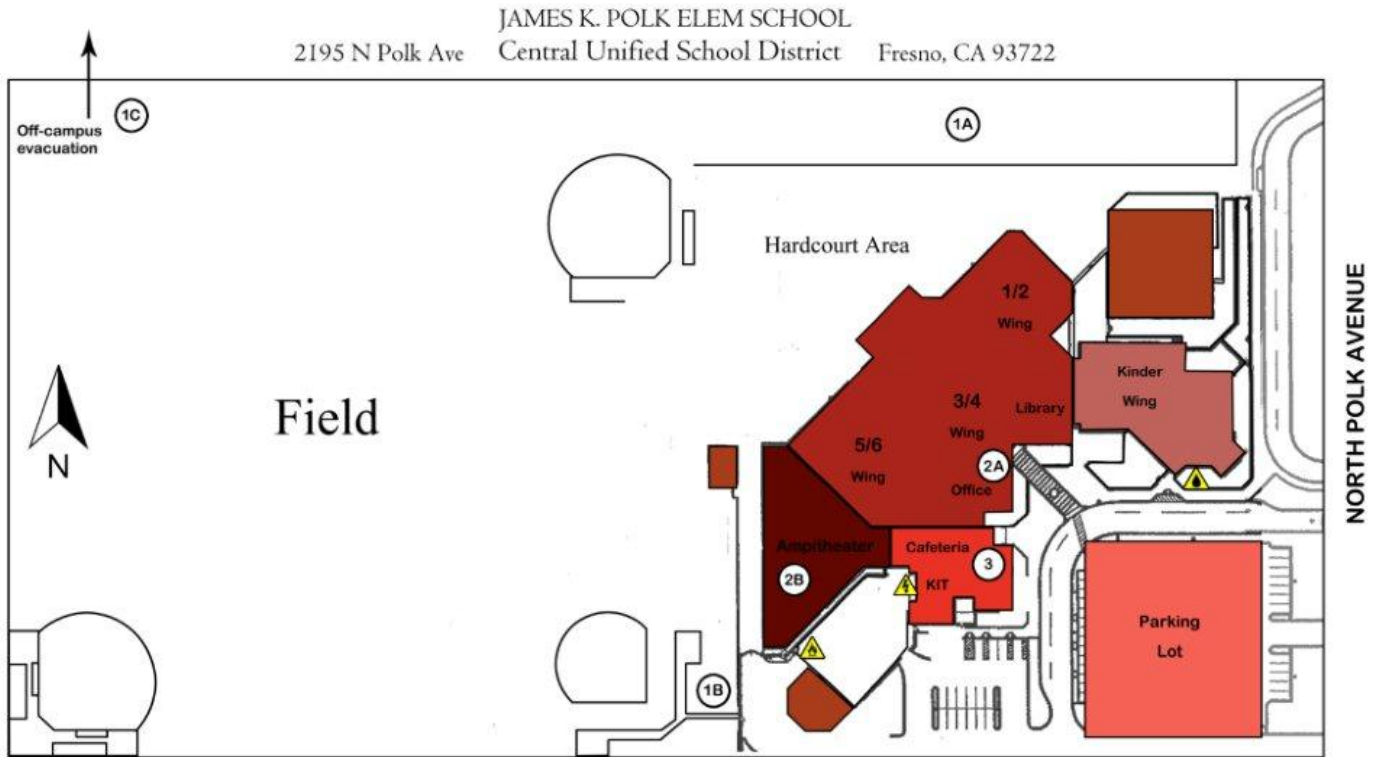 JAMES K. POLK ELEM SCHOOL
2195 N Polk Ave Central Unified School District Fresno, CA 93722
Off-campus
evacuation
1C
1A
Hardcourt Area
1/2
Wing
Kinder
Wing
NORTH POLK AVENUE
N
Field
3/4
Wing
Library
5/6
Wing
2A
Office
Ampitheater
2B
Cafeteria
3
KIT
Parking
Lot
1B